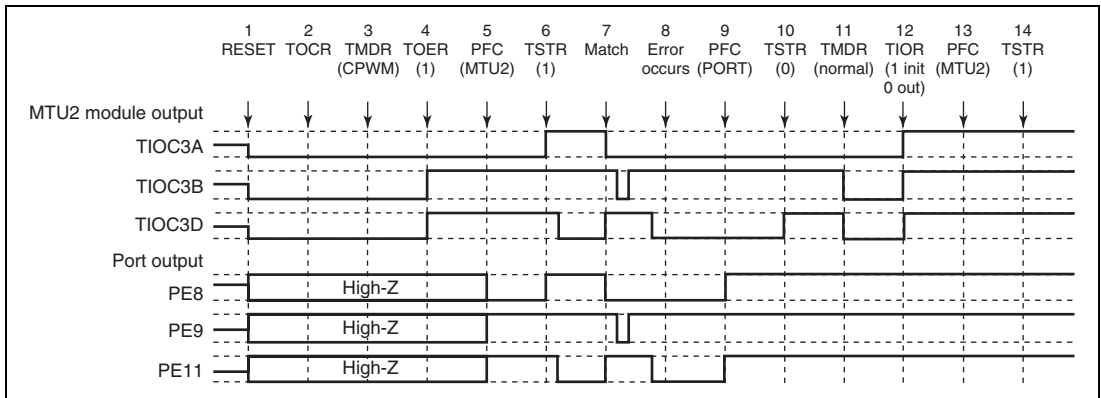 1 2 3 4 5 6 7 8 9 10 11 12 13 14
RESET TOCR TMDR TOER PFC TSTR Match Error PFC TSTR TMDR TIOR PFC TSTR
(CPWM) (1) (MTU2) (1) occurs (PORT) (0) (normal) (1 init (MTU2) (1)
0 out)
MTU2 module output
TIOC3A
TIOC3B
TIOC3D
Port output
PE8 High-Z
PE9 High-Z
PE11 High-Z